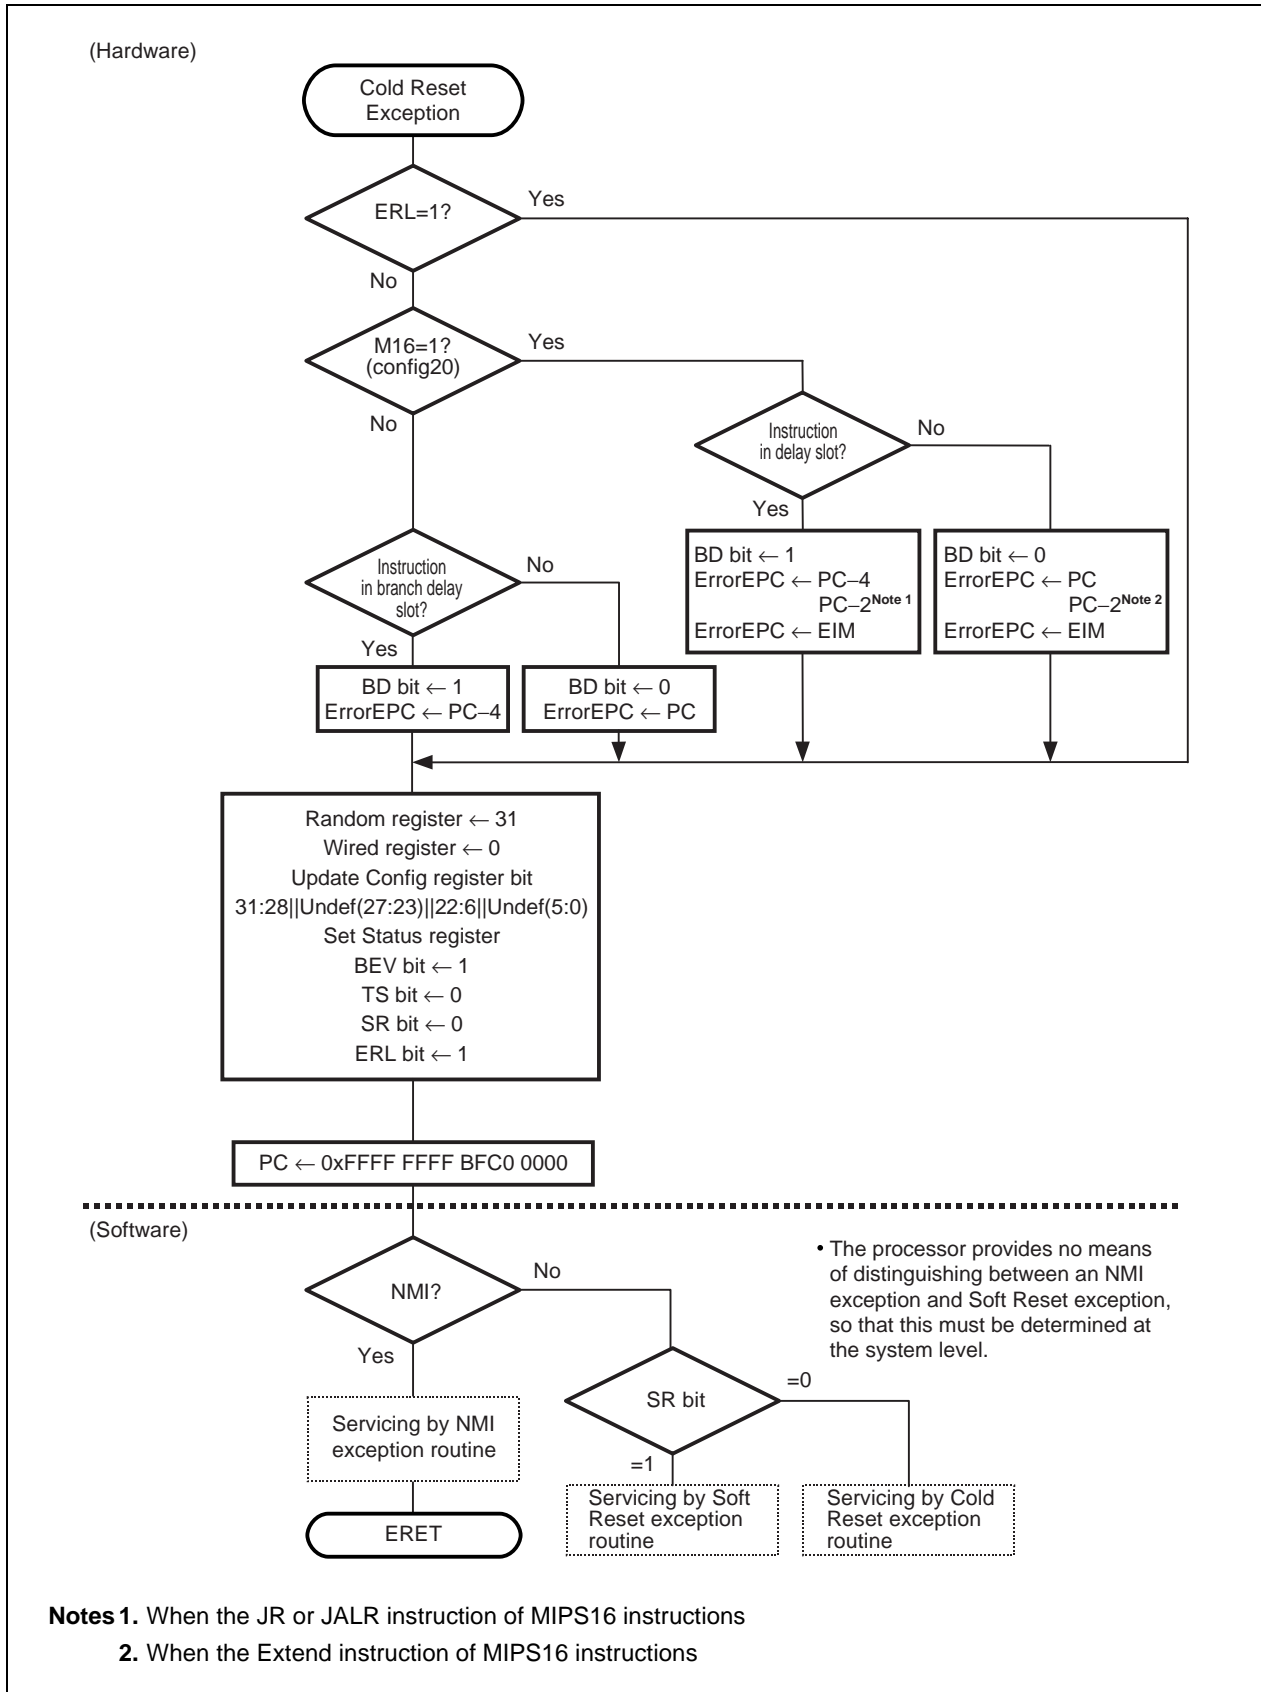 (Hardware)
Cold Reset
Exception
ERL=1?
Yes
No
M16=1?
(config20)
Yes
No
Instruction
in delay slot?
No
Yes
BD bit ← 1
ErrorEPC ← PC–4
PC–2Note 1
ErrorEPC ← EIM
BD bit ← 0
ErrorEPC ← PC
PC–2Note 2
ErrorEPC ← EIM
Instruction
in branch delay
slot?
No
Yes
BD bit ← 1
ErrorEPC ← PC–4
BD bit ← 0
ErrorEPC ← PC
Random register ← 31
Wired register ← 0
Update Config register bit
31:28||Undef(27:23)||22:6||Undef(5:0)
Set Status register
BEV bit ← 1
TS bit ← 0
SR bit ← 0
ERL bit ← 1
PC ← 0xFFFF FFFF BFC0 0000
(Software)
NMI?
No
Yes
• The processor provides no means
of distinguishing between an NMI
exception and Soft Reset exception,
so that this must be determined at
the system level.
SR bit
=0
=1
Servicing by NMI
exception routine
Servicing by Soft
Reset exception
routine
Servicing by Cold
Reset exception
routine
ERET
Notes 1. When the JR or JALR instruction of MIPS16 instructions
2. When the Extend instruction of MIPS16 instructions